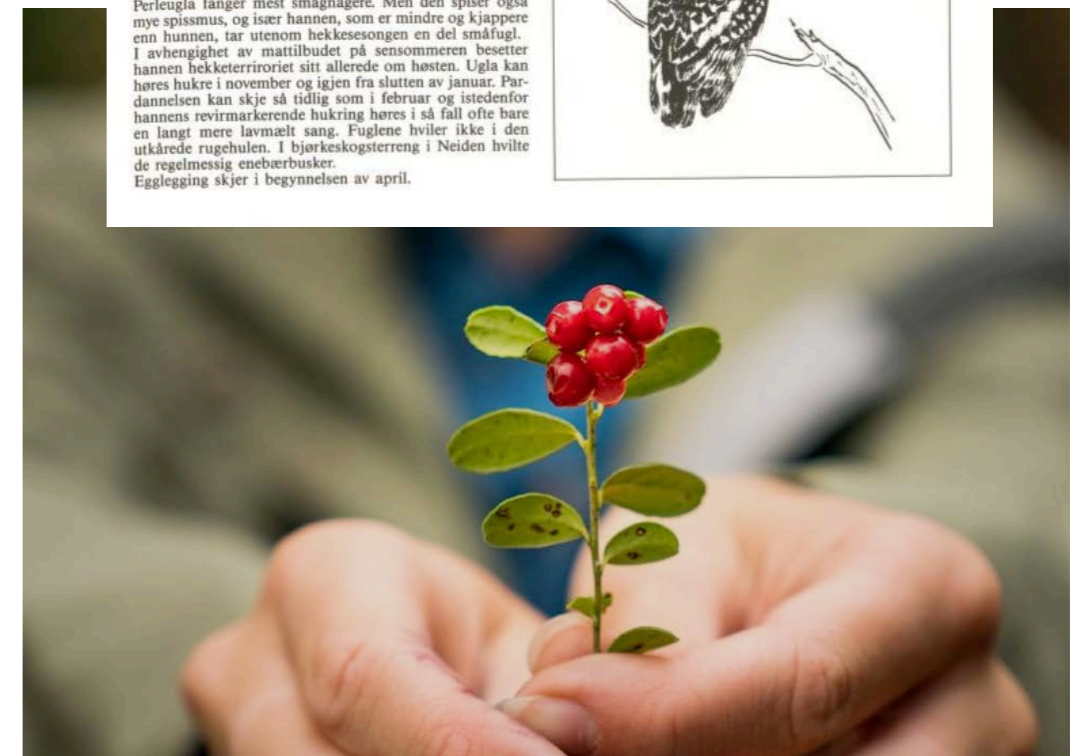 Perleugla fanger mest smågnagere. Men den spiser også
mye spissmus, og især hannen, som er mindre og kjappere
enn hunnen, tar utenom hekkesesongen en del småfugl.
I avhengighet av mattilbudet på sensommeren besetter
hannen hekketerriroriet sitt allerede om høsten. Ugla kan
høres hukre i november og igjen fra slutten av januar. Par-
dannelsen kan skje så tidlig som i februar og istedenfor
hannens revirmarkerende hukring høres i så fall ofte bare
en langt mere lavmælt sang. Fuglene hviler ikke i den
utkårede rugehulen. I bjørkeskogsterreng i Neiden hvilte
de regelmessig enebærbusker.
Egglegging skjer i begynnelsen av april.